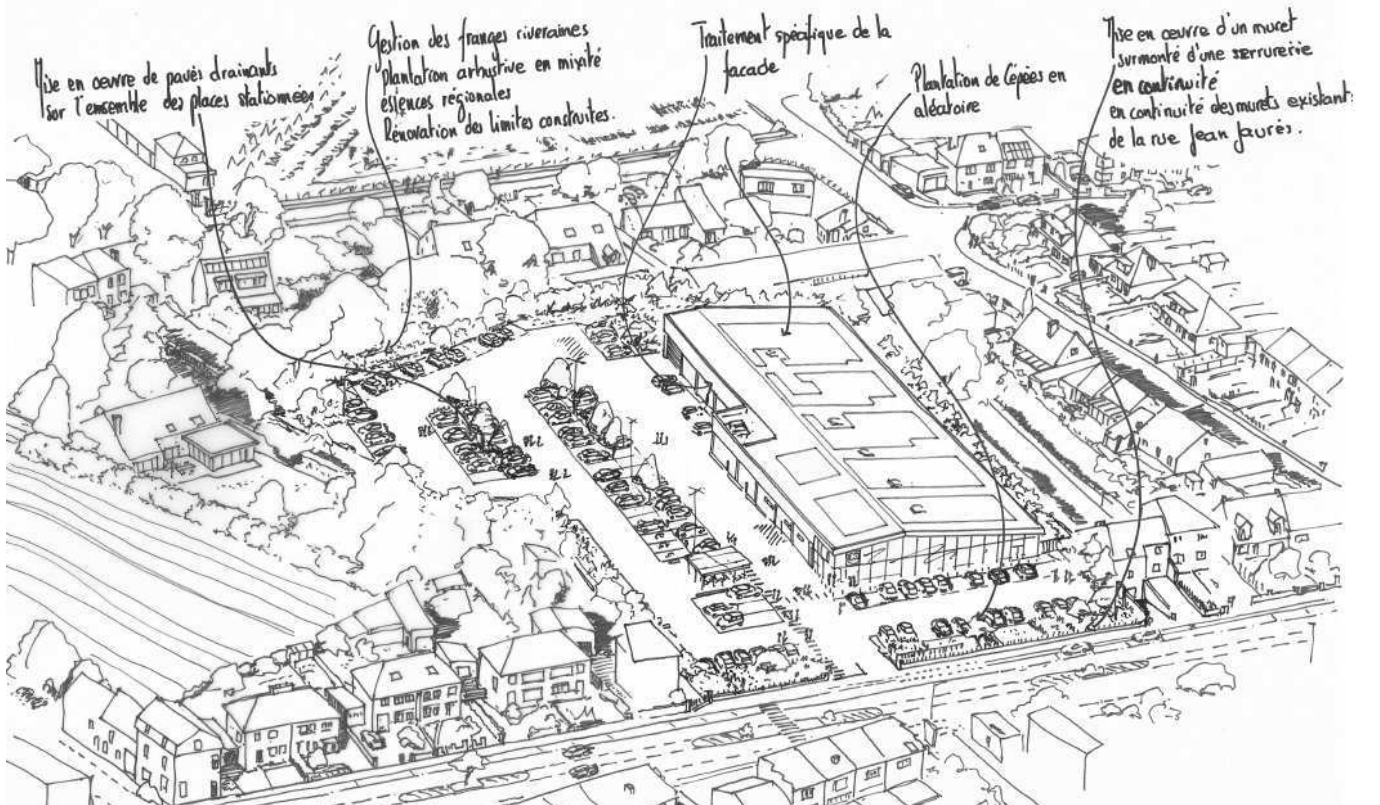 Mise en oeuvre de pavés drainants
sur l'ensemble des places stationnées
Gestion des franges riveraines
plantation arbustive en mixité
essences régionales
Rénovation des limites construites.
Traitement spécifique de la
facade
Plantation de Cépées en
aléatoire
Mise en oeuvre d'un muret
surmonté d'une serrurerie
en continuité
en continuité des murets existant
de la rue Jean Jaurès.